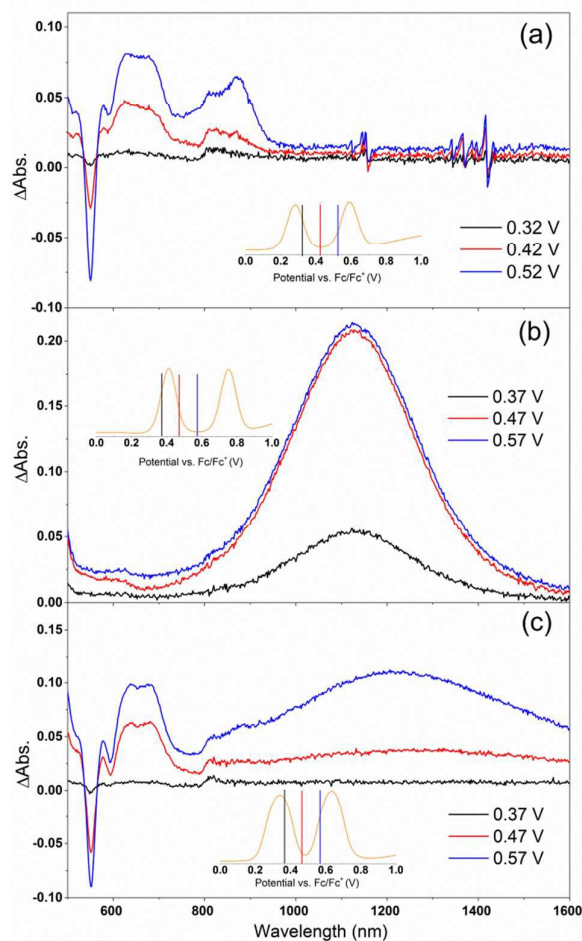 (a)
0.10
0.05
0.00
-0.05
-0.10
ΔAbs.
0.0 0.2 0.4 0.6 0.8 1.0
Potential vs. Fc/Fc+ (V)
0.32 V
0.42 V
0.52 V
(b)
0.20
0.15
0.10
0.05
0.00
ΔAbs.
0.0 0.2 0.4 0.6 0.8 1.0
Potential vs. Fc/Fc+ (V)
0.37 V
0.47 V
0.57 V
(c)
0.15
0.10
0.05
0.00
-0.05
-0.10
ΔAbs.
0.0 0.2 0.4 0.6 0.8 1.0
Potential vs. Fc/Fc+ (V)
0.37 V
0.47 V
0.57 V
600 800 1000 1200 1400 1600
Wavelength (nm)